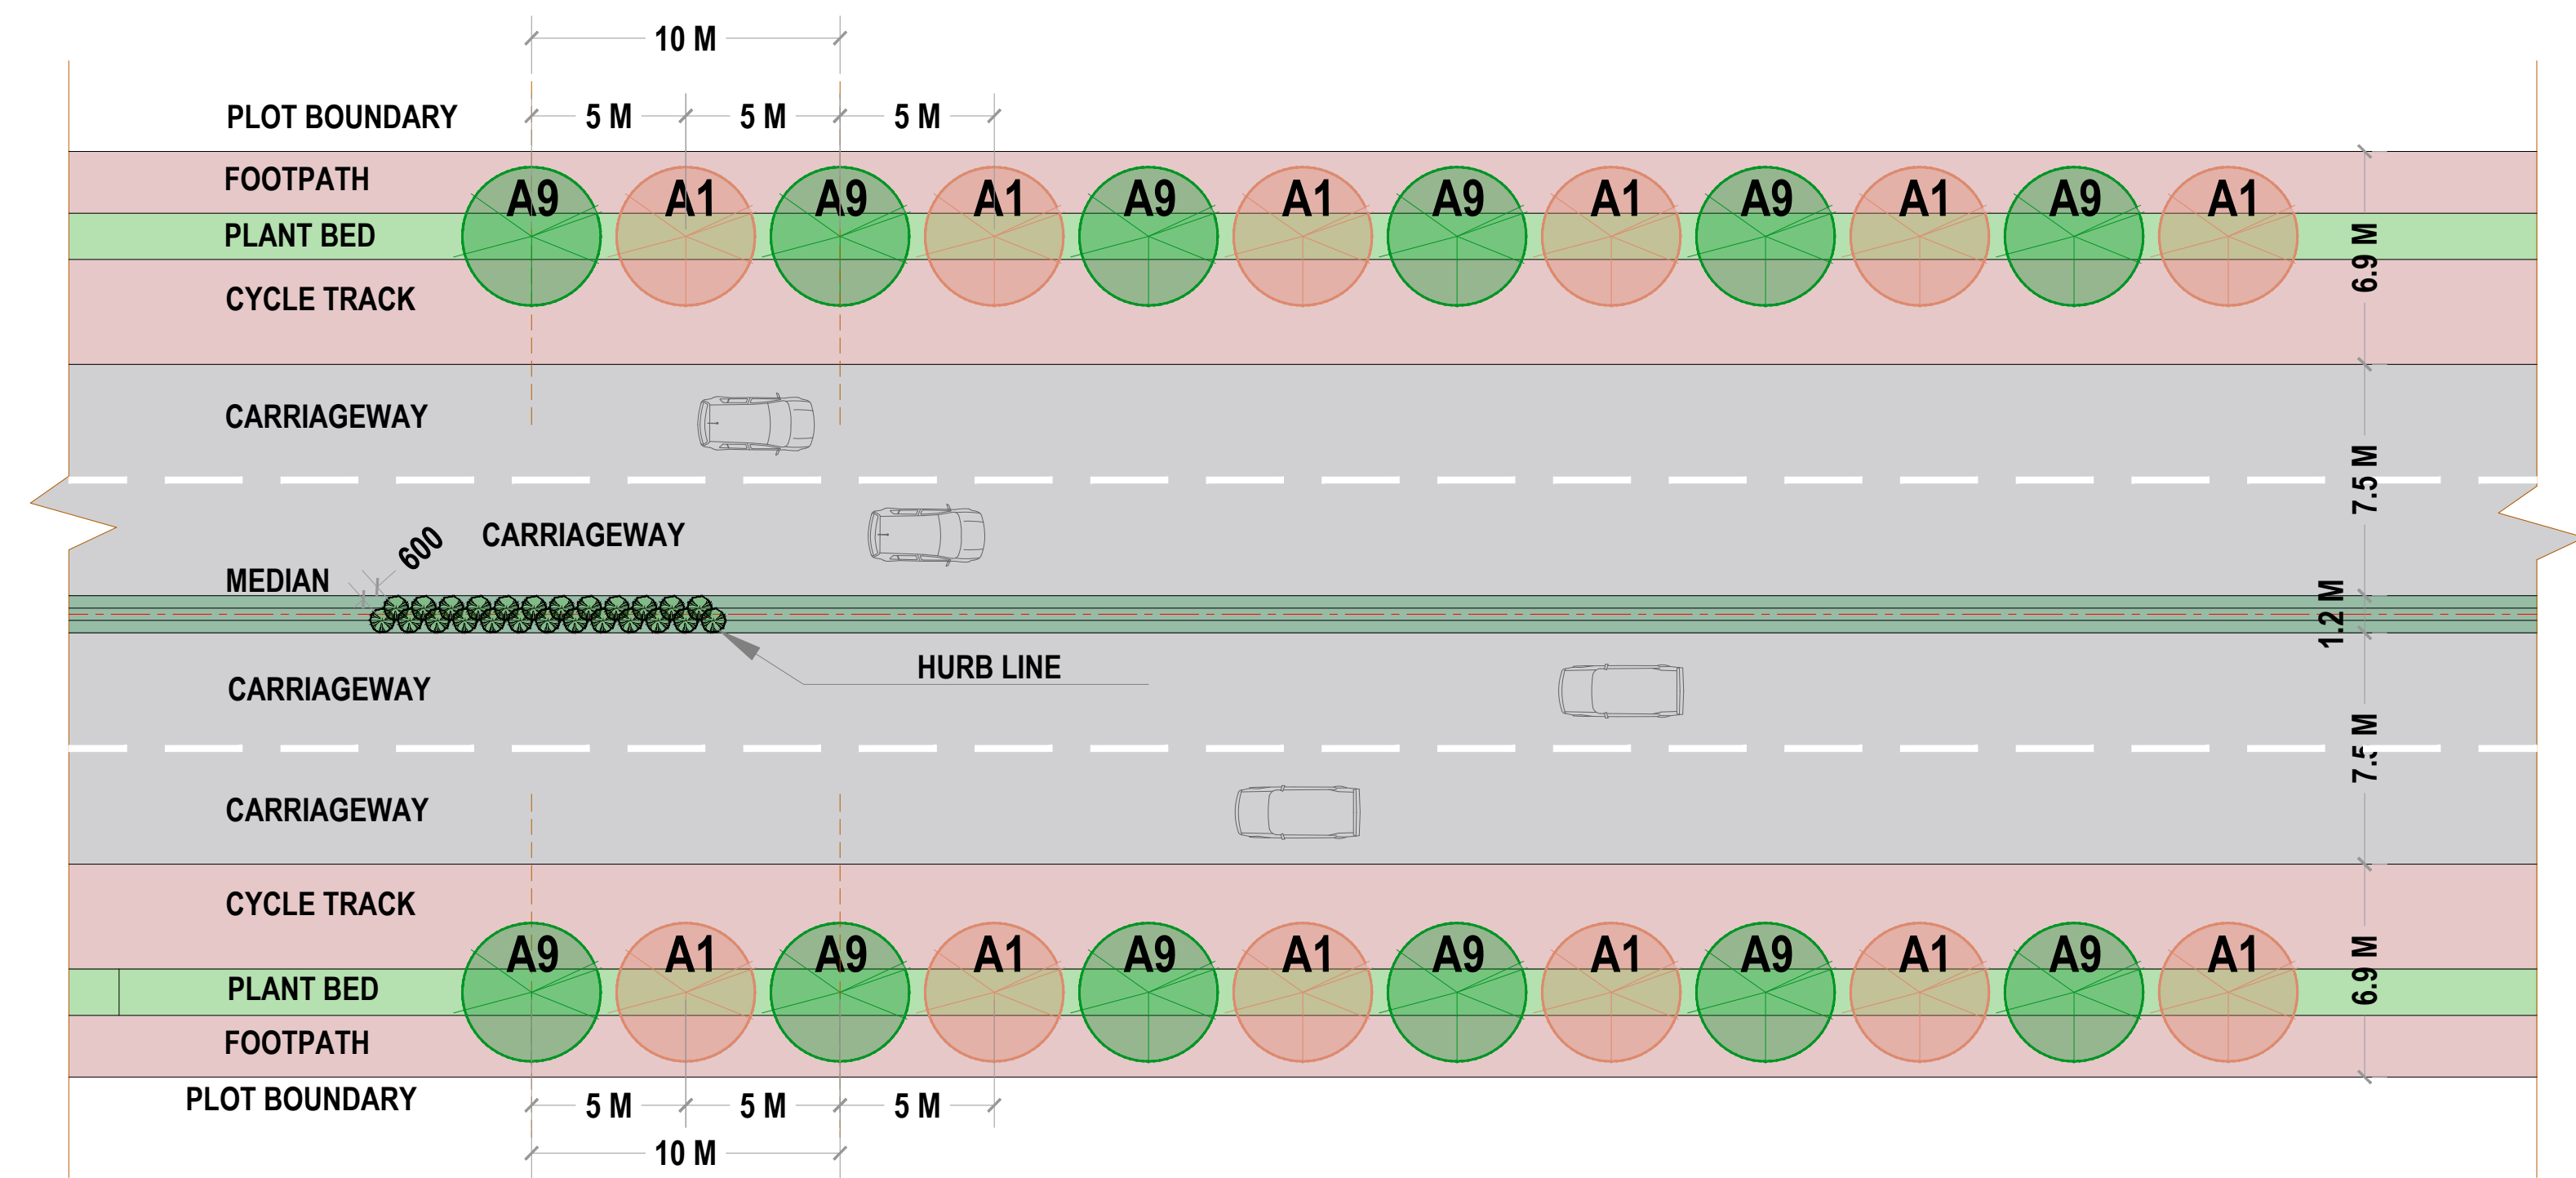 10 M
PLOT BOUNDARY 5 M 5 M 5 M
FOOTPATH
A9 A1 A9 A1 A9 A1 A9 A1 A9 A1 A9 A1
PLANT BED
6.9 M
CYCLE TRACK
CARRIAGEWAY
7.5 M
CARRIAGEWAY
600
MEDIAN
1.2 M
HURB LINE
CARRIAGEWAY
7.5 M
CARRIAGEWAY
CYCLE TRACK
A9 A1 A9 A1 A9 A1 A9 A1 A9 A1 A9 A1
6.9 M
PLANT BED
FOOTPATH
PLOT BOUNDARY 5 M 5 M 5 M
10 M